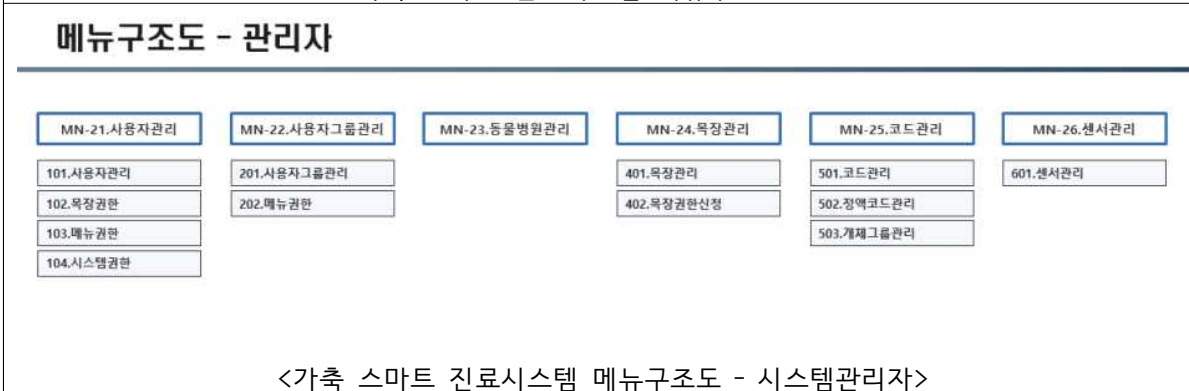 메뉴구조도 - 관리자
MN-21.사용자관리
MN-22.사용자그룹관리
MN-23.동물병원관리
MN-24.목장관리
MN-25.코드관리
MN-26.센서관리
101.사용자관리
201.사용자그룹관리
401.목장관리
501.코드관리
601.센서관리
102.목장권한
202.메뉴권한
402.목장권한신청
502.정액코드관리
103.메뉴권한
503.개체그룹관리
104.시스템권한
<가축 스마트 진료시스템 메뉴구조도 - 시스템관리자>